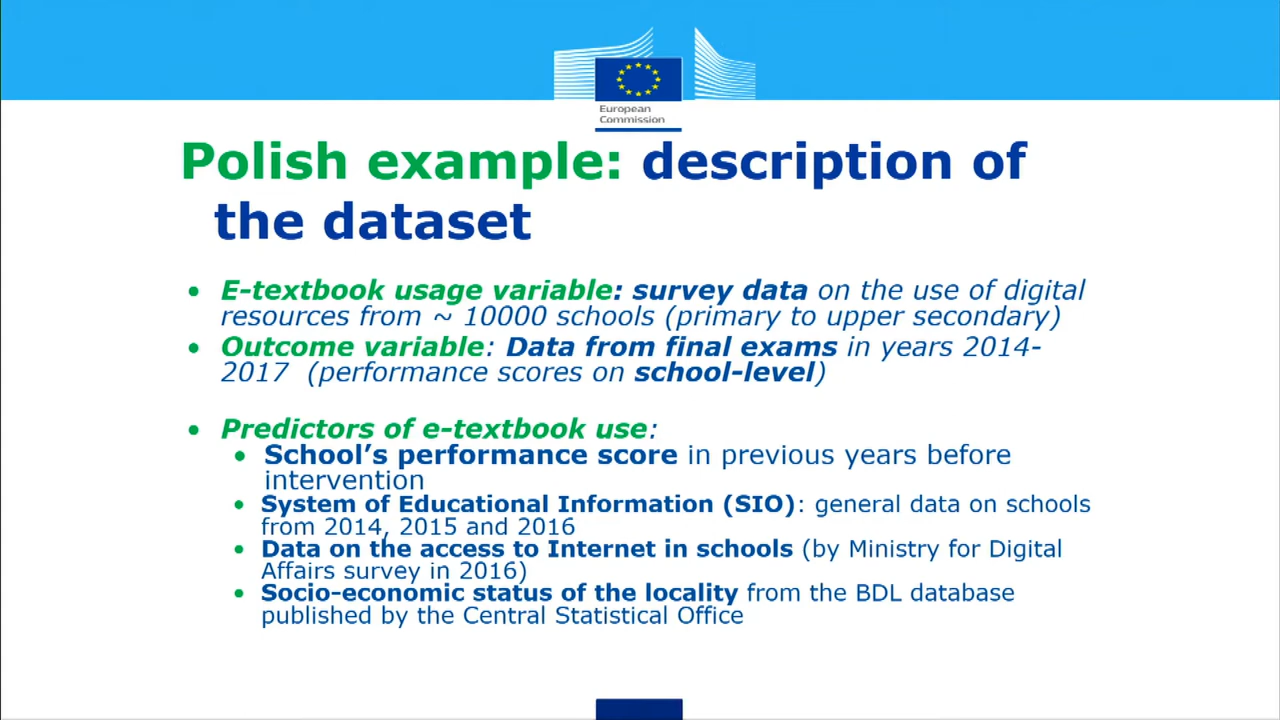 European
Commission
Polish example: description of
the dataset
• E-textbook usage variable: survey data on the use of digital
resources from ~ 10000 schools (primary to upper secondary)
• Outcome variable: Data from final exams in years 2014-
2017 (performance scores on school-level)
• Predictors of e-textbook use:
• School’s performance score in previous years before
intervention
• System of Educational Information (SIO): general data on schools
from 2014, 2015 and 2016
• Data on the access to Internet in schools (by Ministry for Digital
Affairs survey in 2016)
• Socio-economic status of the locality from the BDL database
published by the Central Statistical Office